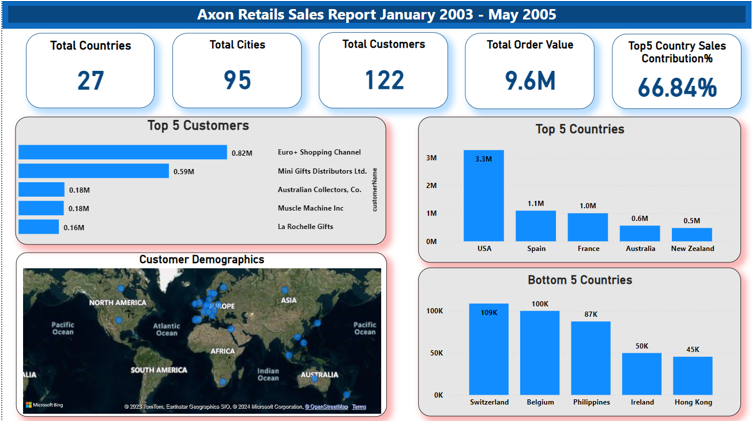 Axon Retails Sales Report January 2003 - May 2005
Total Countries
27
Total Cities
95
Total Customers
122
Total Order Value
9.6M
Top5 Country Sales
Contribution%
66.84%
Top 5 Customers
0.82M
Euro+ Shopping Channel
0.59M
Mini Gifts Distributors Ltd.
0.18M
Australian Collectors, Co.
0.18M
Muscle Machine Inc
0.16M
La Rochelle Gifts
customerName
Top 5 Countries
3M
2M
1M
0M
3.3M
1.1M
1.0M
0.6M
0.5M
USA
Spain
France
Australia
New Zealand
Customer Demographics
NORTH AMERICA
EUROPE
ASIA
Pacific
Ocean
Atlantic
Ocean
Pacific
Ocean
AFRICA
SOUTH AMERICA
Indian
Ocean
ALIA
AUSTRALIA
Microsoft Bing
© 2023 TomTom, Earthstar Geographics SIO, © 2024 Microsoft Corporation, © OpenStreetMap Terms
Bottom 5 Countries
100K
50K
0K
109K
100K
87K
50K
45K
Switzerland
Belgium
Philippines
Ireland
Hong Kong